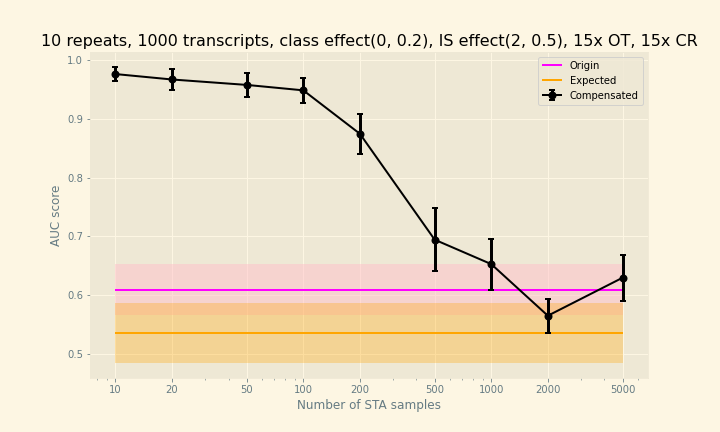 10 repeats, 1000 transcripts, class effect(0, 0.2), IS effect(2, 0.5), 15x OT, 15x CR
1.0
0.9
0.8
0.7
0.6
0.5
AUC score
Origin
Expected
Compensated
10
20
50
100
200
500
1000
2000
5000
Number of STA samples